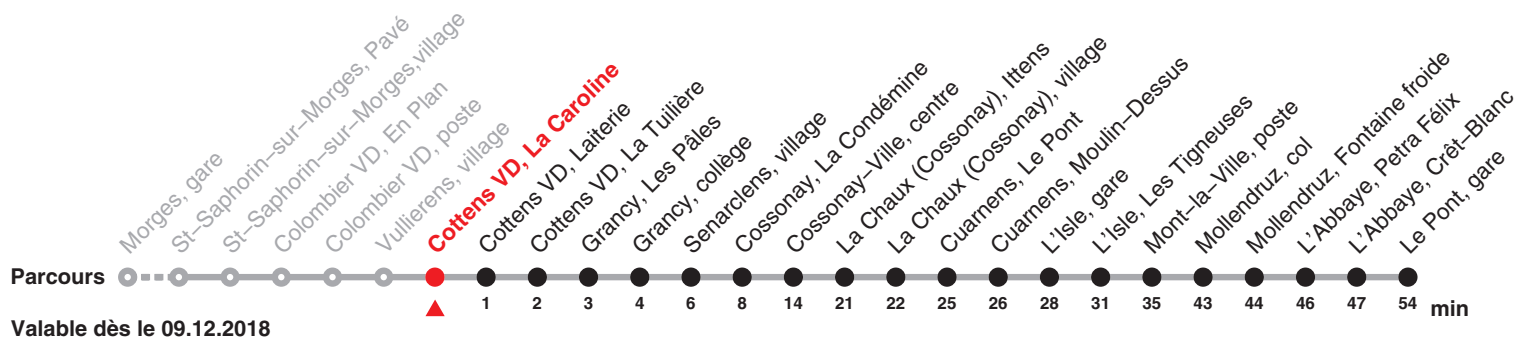 Morges, gare
St–Saphorin–sur–Morges, Pavé
St–Saphorin–sur–Morges,village
Colombier VD, En Plan
Colombier VD, poste
Vullierens, village
Cottens VD, La Caroline
Cottens VD, Laiterie
Cottens VD, La Tuilière
Grancy, Les Pâles
Grancy, collège
Senarclens, village
Cossonay, La Condémine
Cossonay–Ville, centre
La Chaux (Cossonay), Ittens
La Chaux (Cossonay), village
Cuarnens, Le Pont
Cuarnens, Moulin–Dessus
L'Isle, gare
L'Isle, Les Tigneuses
Mont–la–Ville, poste
Mollendruz, col
Mollendruz, Fontaine froide
L'Abbaye, Petra Félix
L'Abbaye, Crêt–Blanc
Le Pont, gare
Parcours
1 2 3 4 6 8 14 21 22 25 26 28 31 35 43 44 46 47 54 min
Valable dès le 09.12.2018